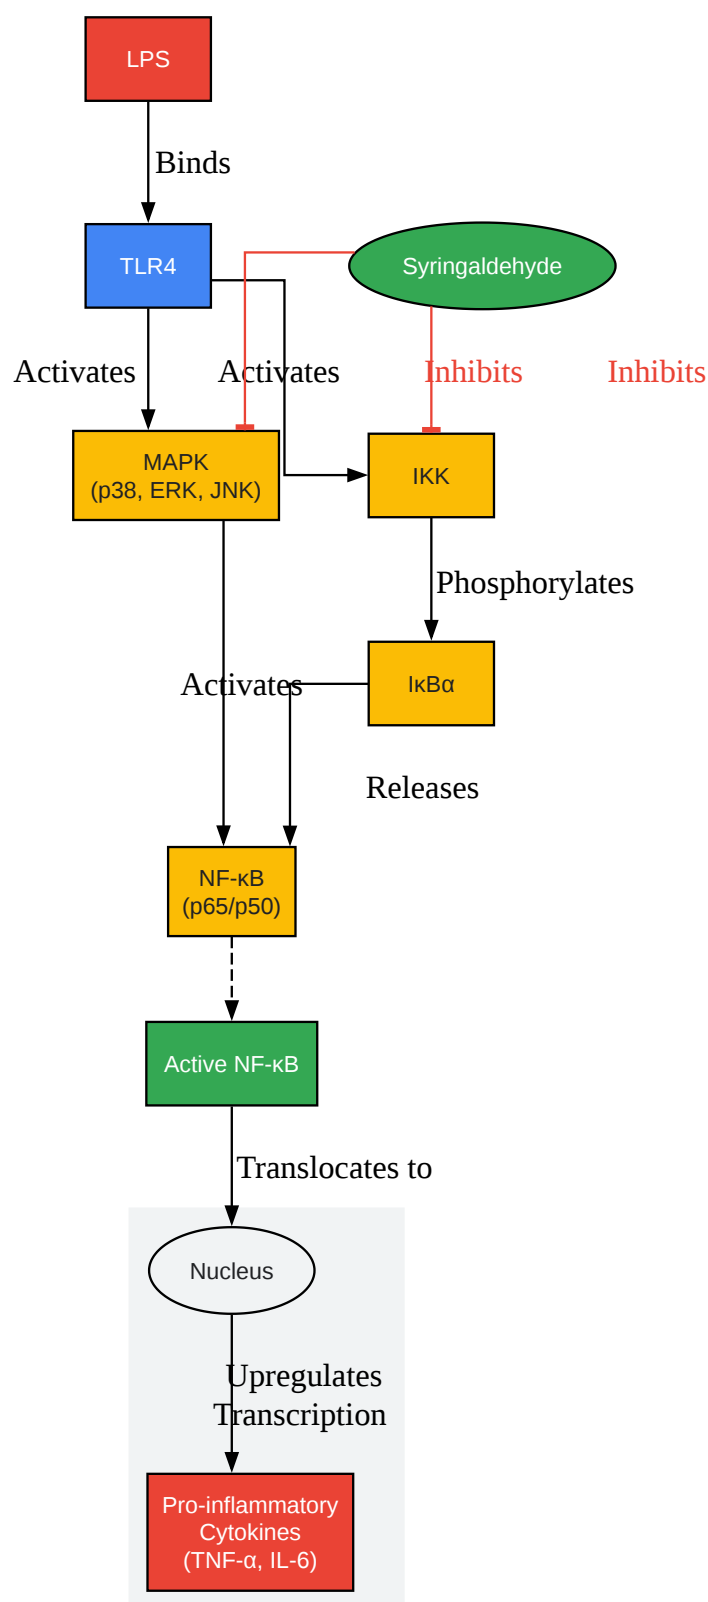 LPS
Binds
TLR4
Syringaldehyde
Activates
Activates
Inhibits
Inhibits
MAPK
(p38, ERK, JNK)
IKK
Phosphorylates
Activates
IκBα
Releases
NF-κB
(p65/p50)
Active NF-κB
Translocates to
Nucleus
Upregulates
Transcription
Pro-inflammatory
Cytokines
(TNF-α, IL-6)